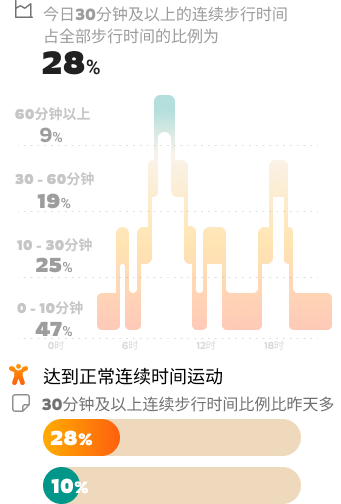 今日30分钟及以上的连续步行时间
占全部步行时间的比例为
28%
60分钟以上
9%
30 - 60分钟
19%
10 - 30分钟
25%
0 - 10分钟
47%
0时 6时 12时 18时
达到正常连续时间运动
30分钟及以上连续步行时间比例比昨天多
28%
10%